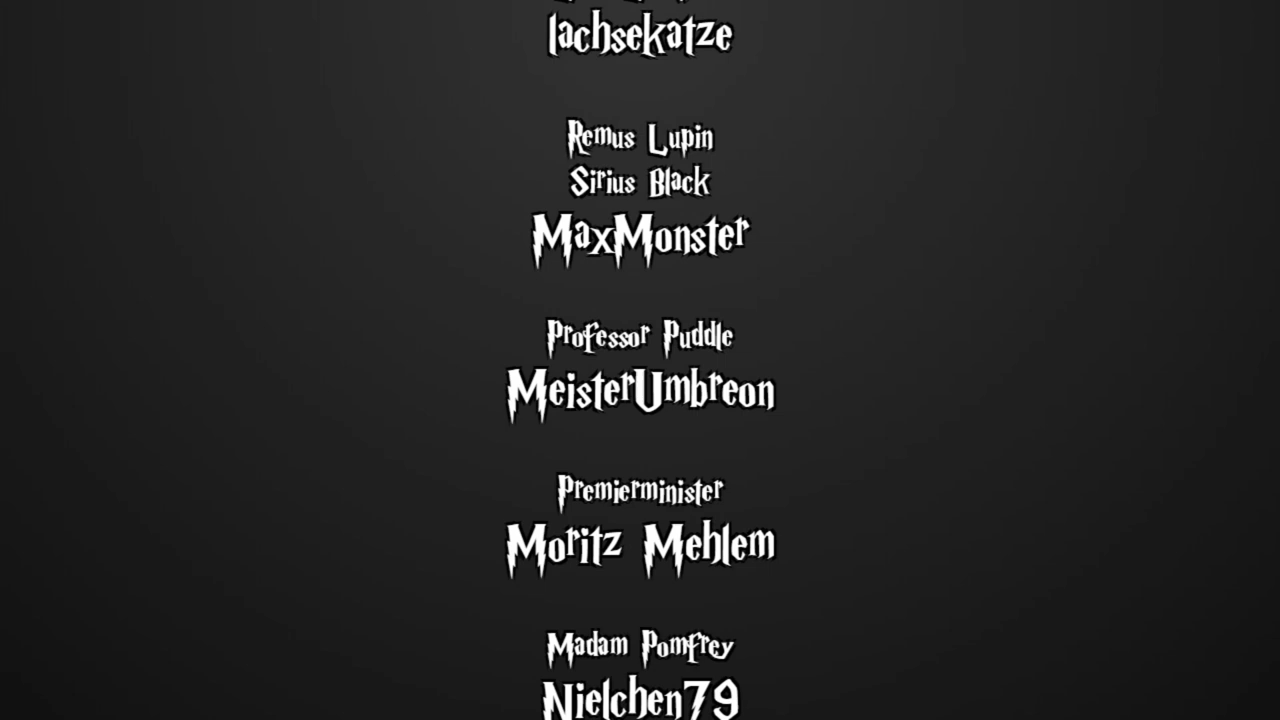 lachsekatze
Remus Lupin
Sirius Black
MaxMonster
Professor Puddle
MeisterUmbreon
Premierminister
Moritz Mehlem
Madam Pomfrey
Nielchen79